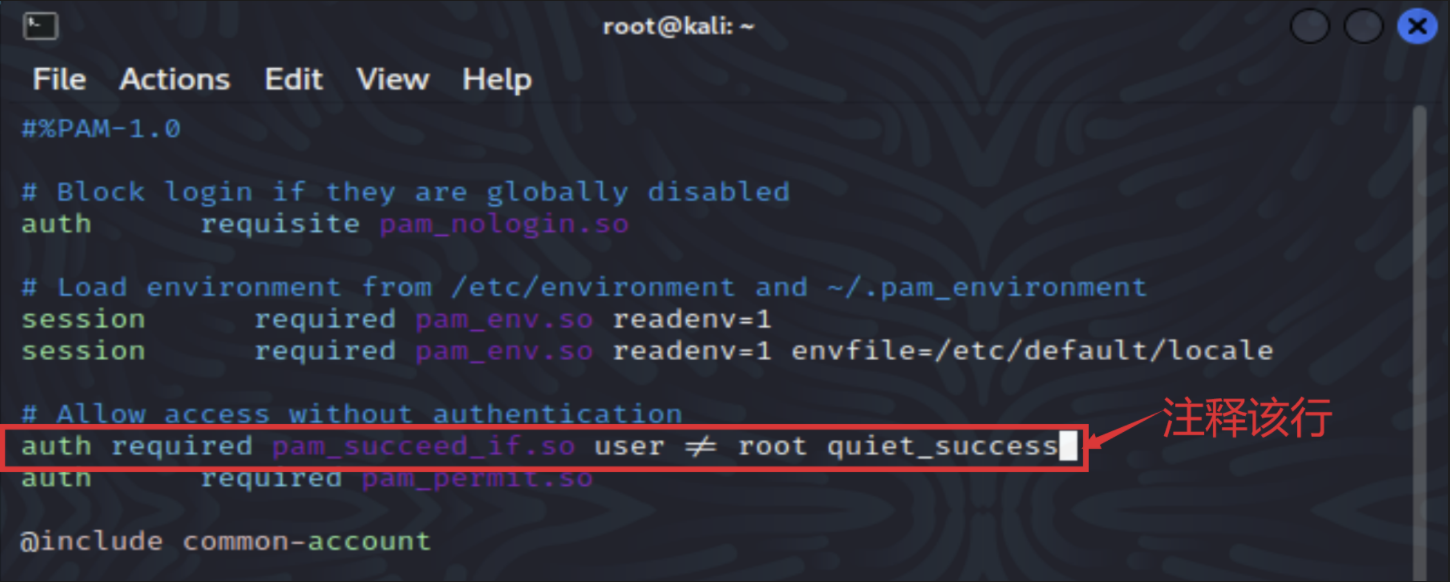 root@kali: ~
File Actions Edit View Help
#%PAM-1.0
# Block login if they are globally disabled
auth requisite pam_nologin.so
# Load environment from /etc/environment and ~/.pam_environment
session required pam_env.so readenv=1
session required pam_env.so readenv=1 envfile=/etc/default/locale
# Allow access without authentication
auth required pam_succeed_if.so user ≠ root quiet_success
注释该行
auth required pam_permit.so
@include common-account